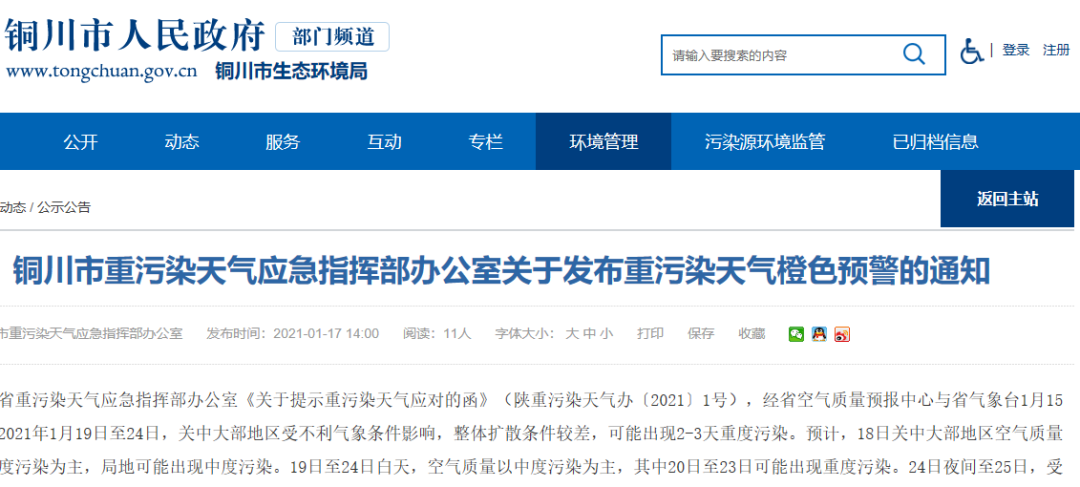 铜川市人民政府 部门频道
www.tongchuan.gov.cn 铜川市生态环境局
请输入要搜索的内容
登录 注册
公开 动态 服务 互动 专栏 环境管理 污染源环境监管 已归档信息
返回主站
动态 / 公示公告
铜川市重污染天气应急指挥部办公室关于发布重污染天气橙色预警的通知
市重污染天气应急指挥部办公室 发布时间：2021-01-17 14:00 阅读：11人 字体大小： 大 中 小 打印 保存 收藏
省重污染天气应急指挥部办公室《关于提示重污染天气应对的函》（陕重污染天气办〔2021〕1号），经省空气质量预报中心与省气象台1月15
2021年1月19日至24日，关中大部地区受不利气象条件影响，整体扩散条件较差，可能出现2-3天重度污染。预计，18日关中大部地区空气质量
度污染为主，局地可能出现中度污染。19日至24日白天，空气质量以中度污染为主，其中20日至23日可能出现重度污染。24日夜间至25日，受